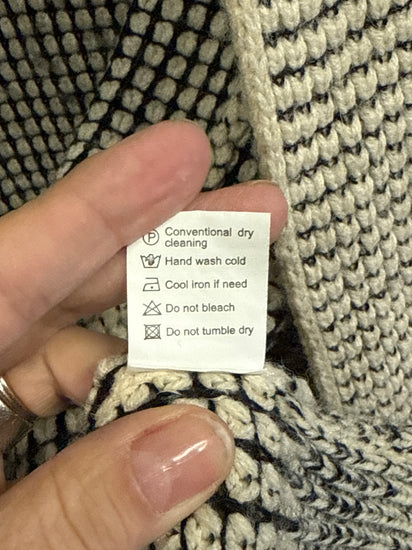 P Conventional dry
cleaning
Hand wash cold
Cool iron if need
Do not bleach
Do not tumble dry